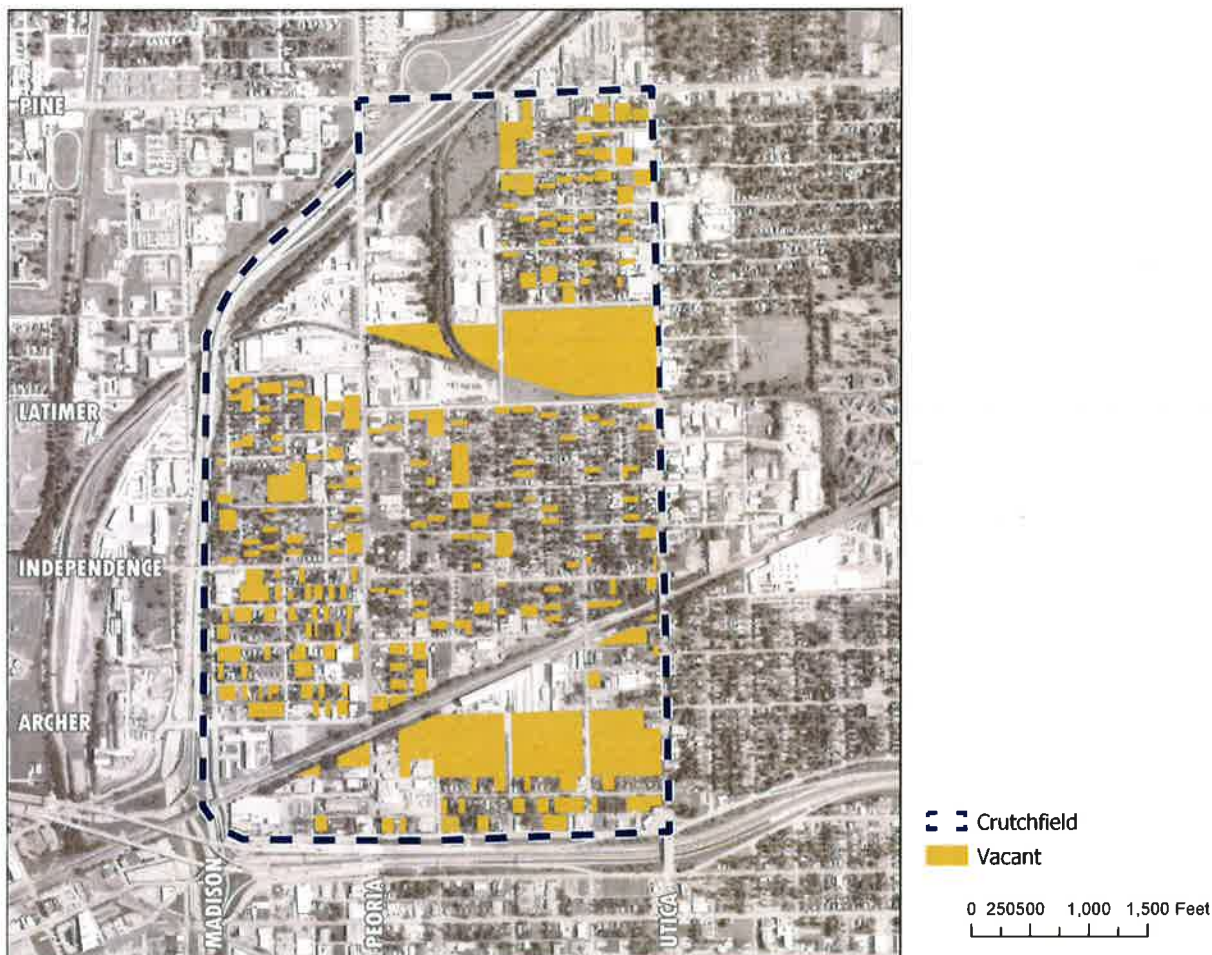 PINE
LATIMER
INDEPENDENCE
ARCHER
MADISON
PEORIA
UTICA
Crutchfield
Vacant
0 250500 1,000 1,500 Feet